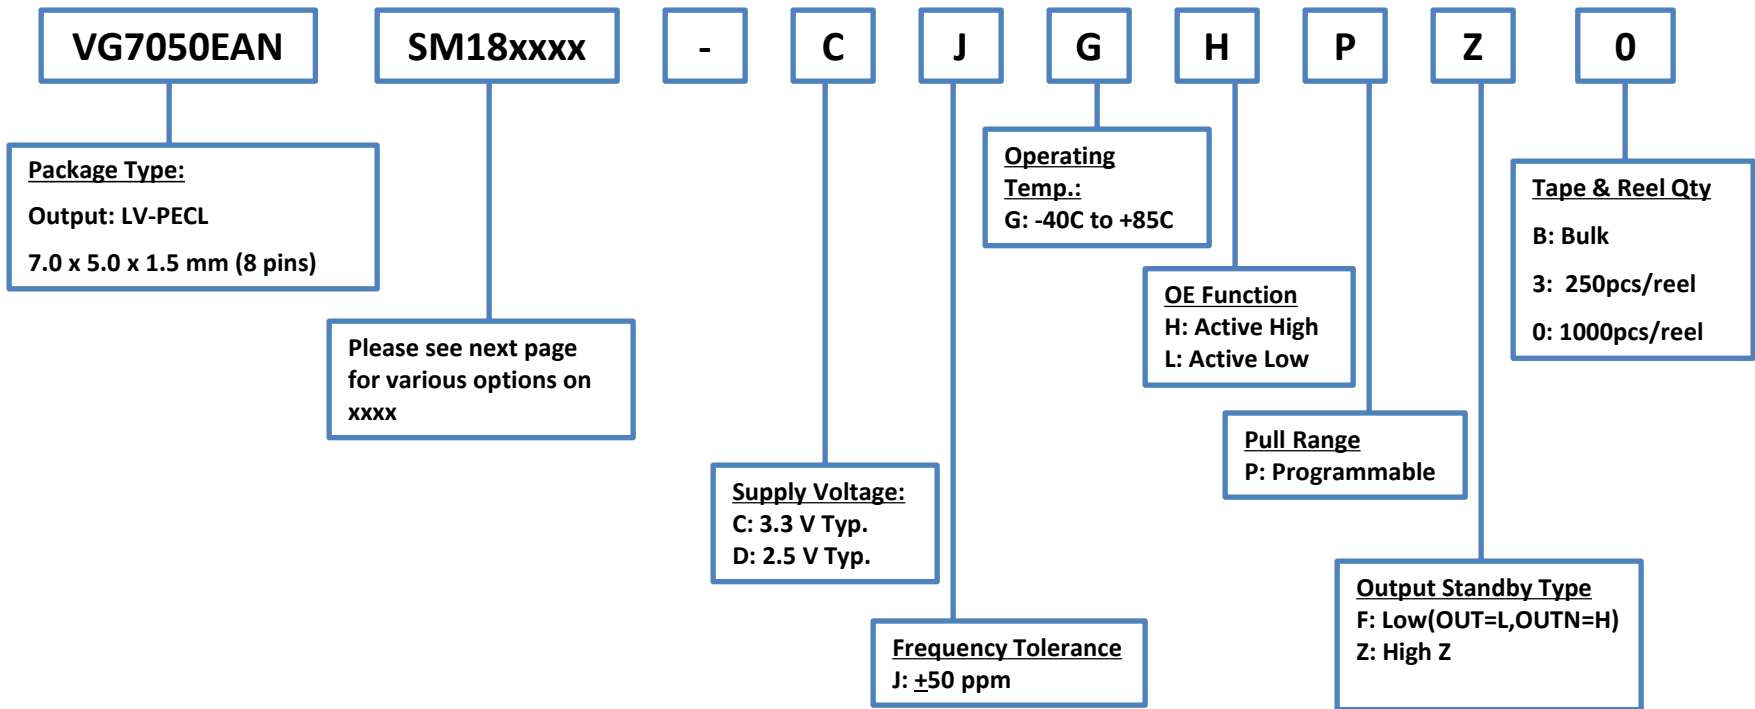 VG7050EAN SM18xxxx - C J G H P Z 0
Package Type:
Output: LV-PECL
7.0 x 5.0 x 1.5 mm (8 pins)
Please see next page
for various options on
xxxx
Supply Voltage:
C: 3.3 V Typ.
D: 2.5 V Typ.
Frequency Tolerance
J: ±50 ppm
Operating
Temp.:
G: -40C to +85C
OE Function
H: Active High
L: Active Low
Pull Range
P: Programmable
Output Standby Type
F: Low(OUT=L,OUTN=H)
Z: High Z
Tape & Reel Qty
B: Bulk
3:  250pcs/reel
0: 1000pcs/reel